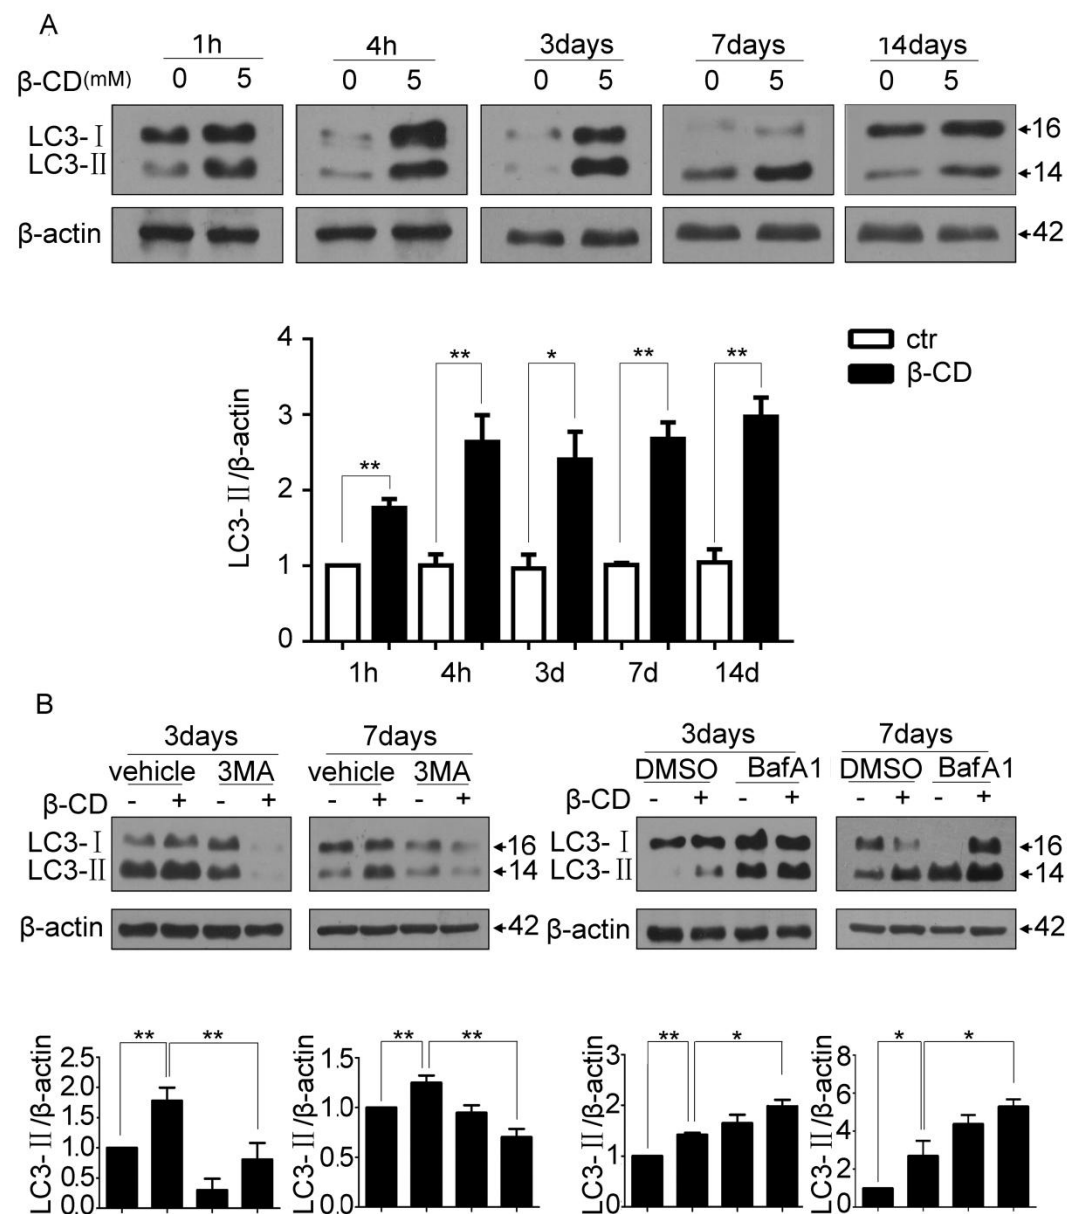 A
1h 4h 3days 7days 14days
β-CD(mM) 0 5 0 5 0 5 0 5 0 5
LC3-Ⅰ 16
LC3-Ⅱ 14
β-actin 42
4
3
2
1
0
LC3-Ⅱ/β-actin
** ** * ** **
ctr
β-CD
1h 4h 3d 7d 14d
B
3days 7days 3days 7days
vehicle 3MA vehicle 3MA DMSO BafA1 DMSO BafA1
β-CD - + - + - + - + β-CD - + - + - + - +
LC3-Ⅰ 16 LC3-Ⅰ 16
LC3-Ⅱ 14 LC3-Ⅱ 14
β-actin 42 β-actin 42
LC3-Ⅱ/β-actin
2.5
2.0
1.5
1.0
0.5
0.0
** **
LC3-Ⅱ/β-actin
1.5
1.0
0.5
0.0
** **
LC3-Ⅱ/β-actin
3
2
1
0
** *
LC3-Ⅱ/β-actin
8
6
4
2
0
* *